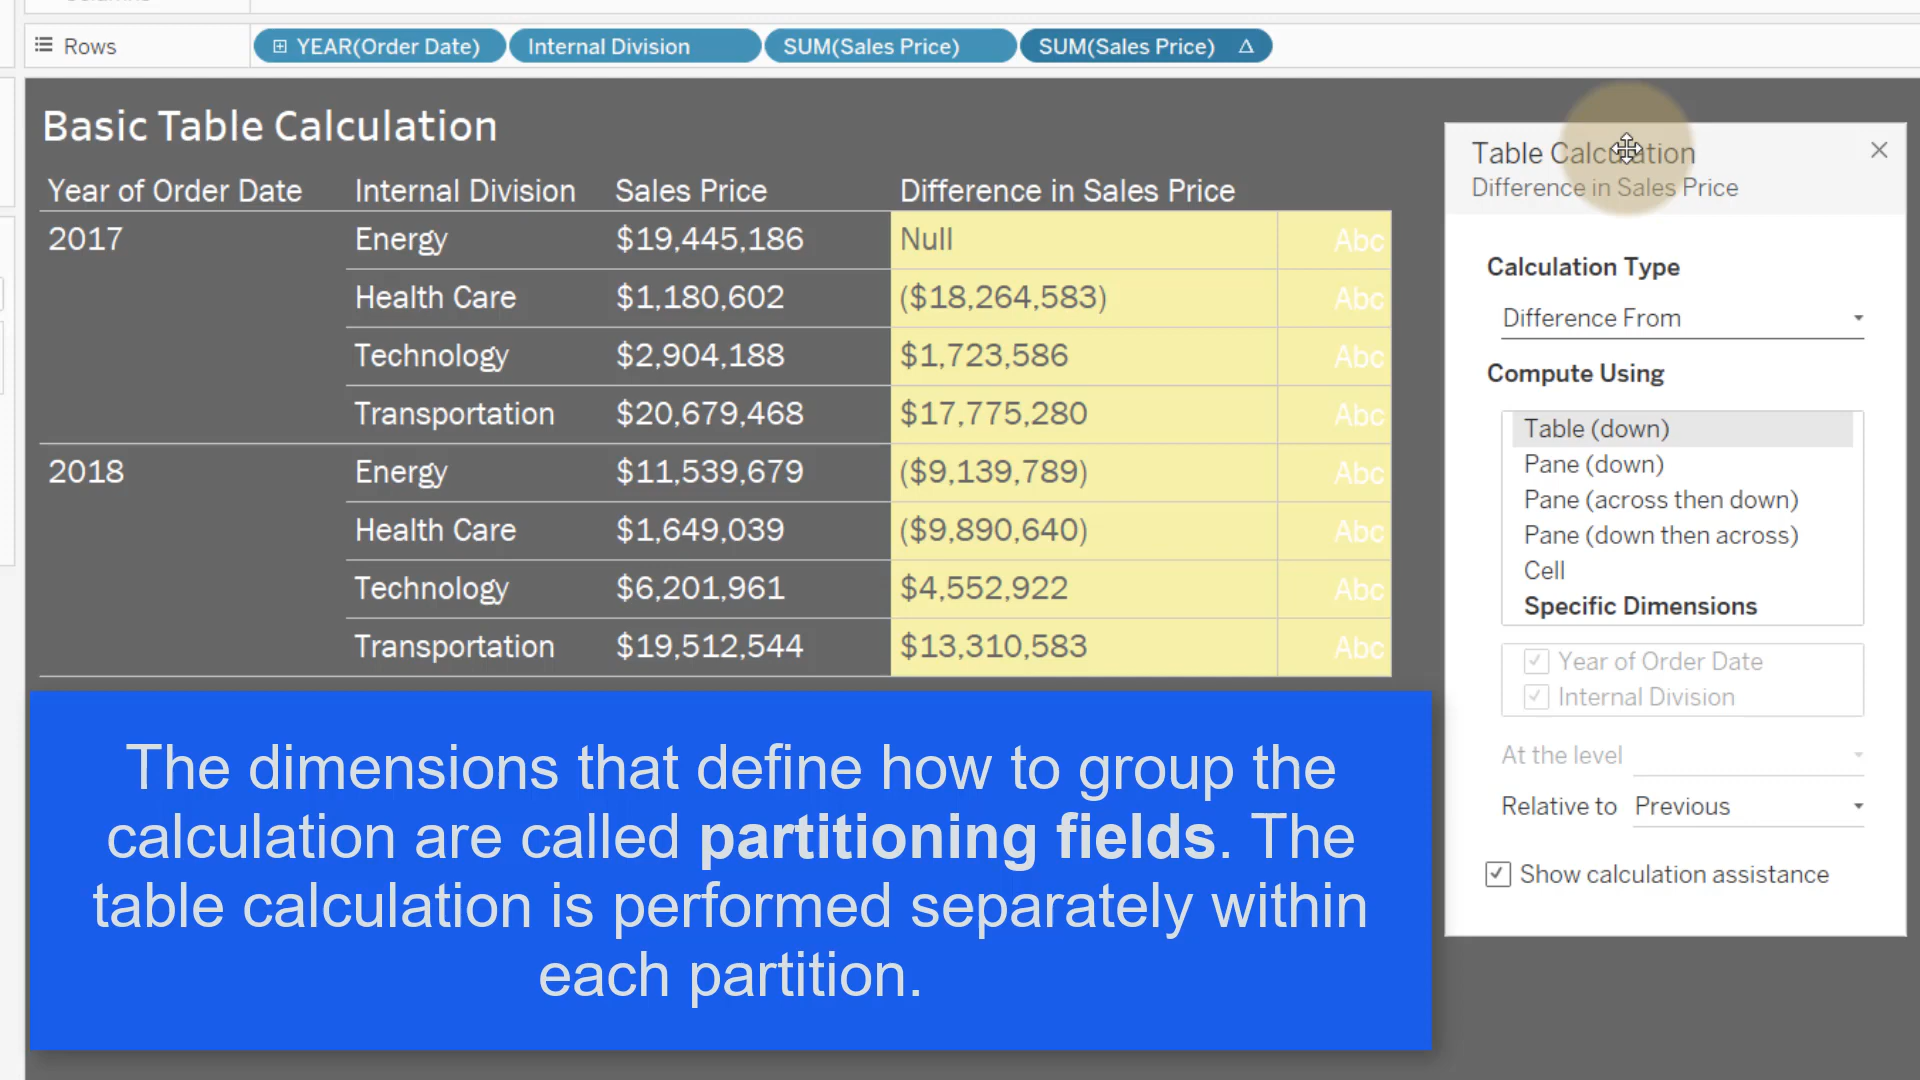 Rows
YEAR(Order Date)
Internal Division
SUM(Sales Price)
SUM(Sales Price) Δ
Basic Table Calculation
Year of Order Date Internal Division Sales Price Difference in Sales Price
2017 Energy $19,445,186 Null Abc
Health Care $1,180,602 ($18,264,583) Abc
Technology $2,904,188 $1,723,586 Abc
Transportation $20,679,468 $17,775,280 Abc
2018 Energy $11,539,679 ($9,139,789) Abc
Health Care $1,649,039 ($9,890,640) Abc
Technology $6,201,961 $4,552,922 Abc
Transportation $19,512,544 $13,310,583 Abc
The dimensions that define how to group the
calculation are called partitioning fields. The
table calculation is performed separately within
each partition.
Table Calculation
Difference in Sales Price
Calculation Type
Difference From
Compute Using
Table (down)
Pane (down)
Pane (across then down)
Pane (down then across)
Cell
Specific Dimensions
Year of Order Date
Internal Division
At the level
Relative to Previous
Show calculation assistance